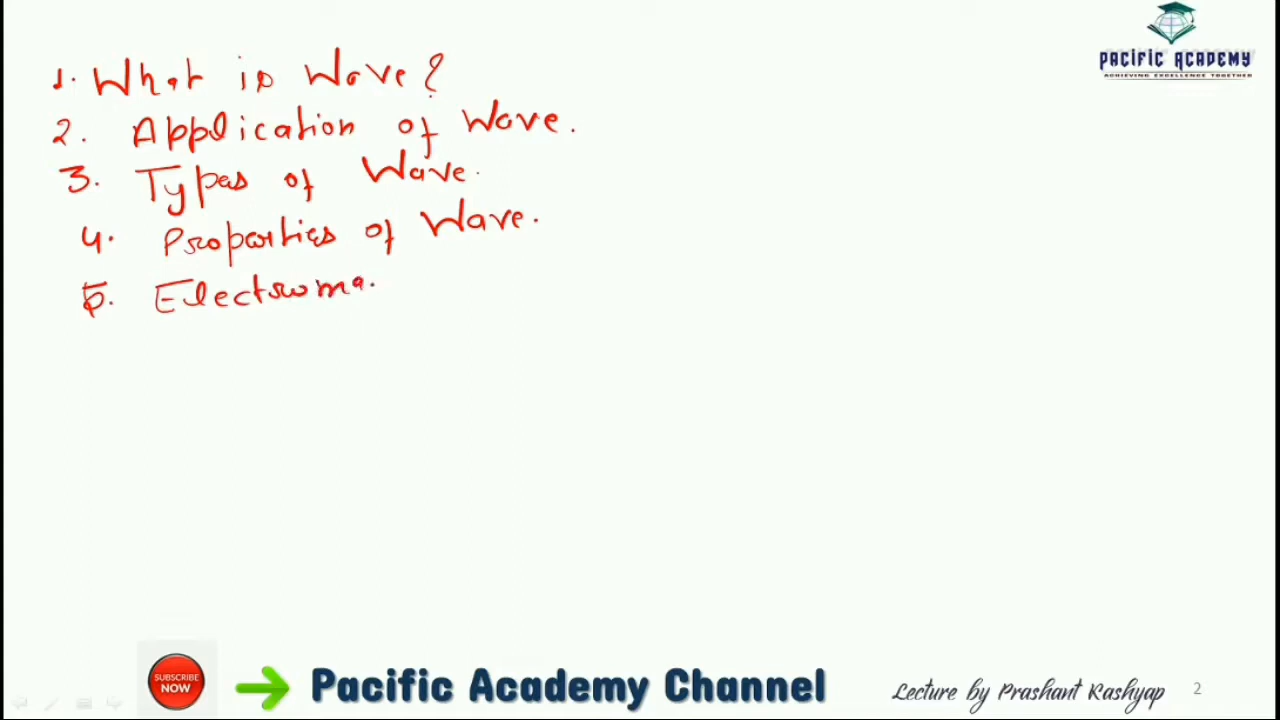 1. What is Wave?
2. Application of Wave.
3. Types of Wave.
4. Properties of Wave.
5. Electroma
PACIFIC ACADEMY
ACHIEVING EXCELLENCE TOGETHER
SUBSCRIBE
NOW
Pacific Academy Channel
Lecture by Prashant Kashyap
2